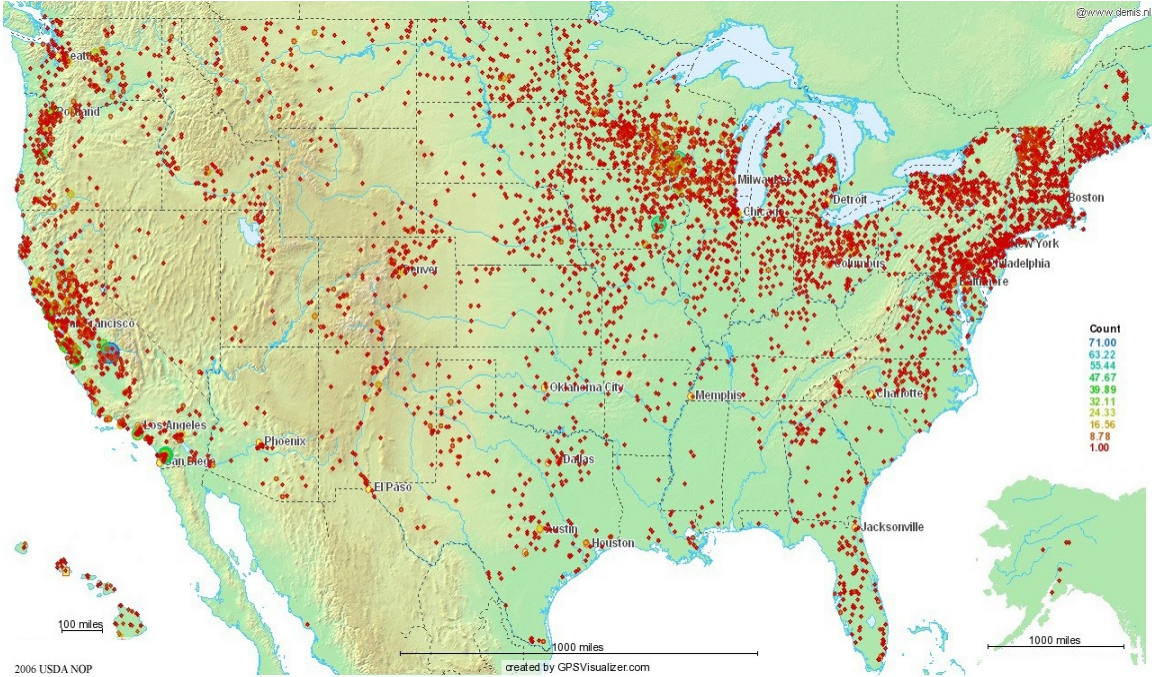 @www.demis.nl
Portland
Milwaukee
Chicago
Detroit
Boston
New York
Philadelphia
Columbus
Baltimore
Denver
San Francisco
Count
71.00
63.22
55.44
47.67
39.89
32.11
24.33
16.56
8.78
1.00
Oklahoma City
Memphis
Charlotte
Los Angeles
Phoenix
San Diego
Dallas
El Paso
Austin
Houston
Jacksonville
100 miles
1000 miles
1000 miles
2006 USDA NOP
created by GPSVisualizer.com